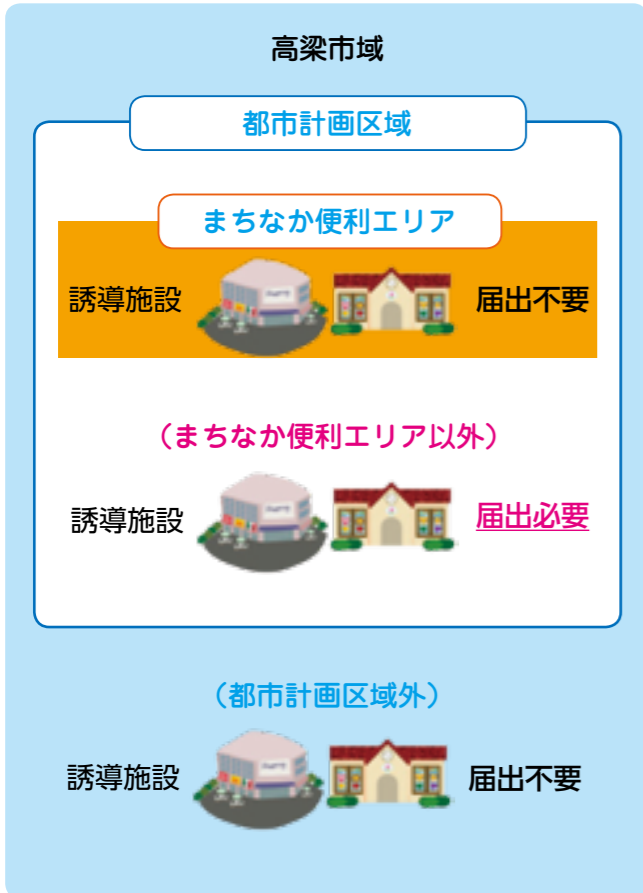 高梁市域
都市計画区域
まちなか便利エリア
誘導施設 届出不要
（まちなか便利エリア以外）
誘導施設 届出必要
（都市計画区域外）
誘導施設 届出不要